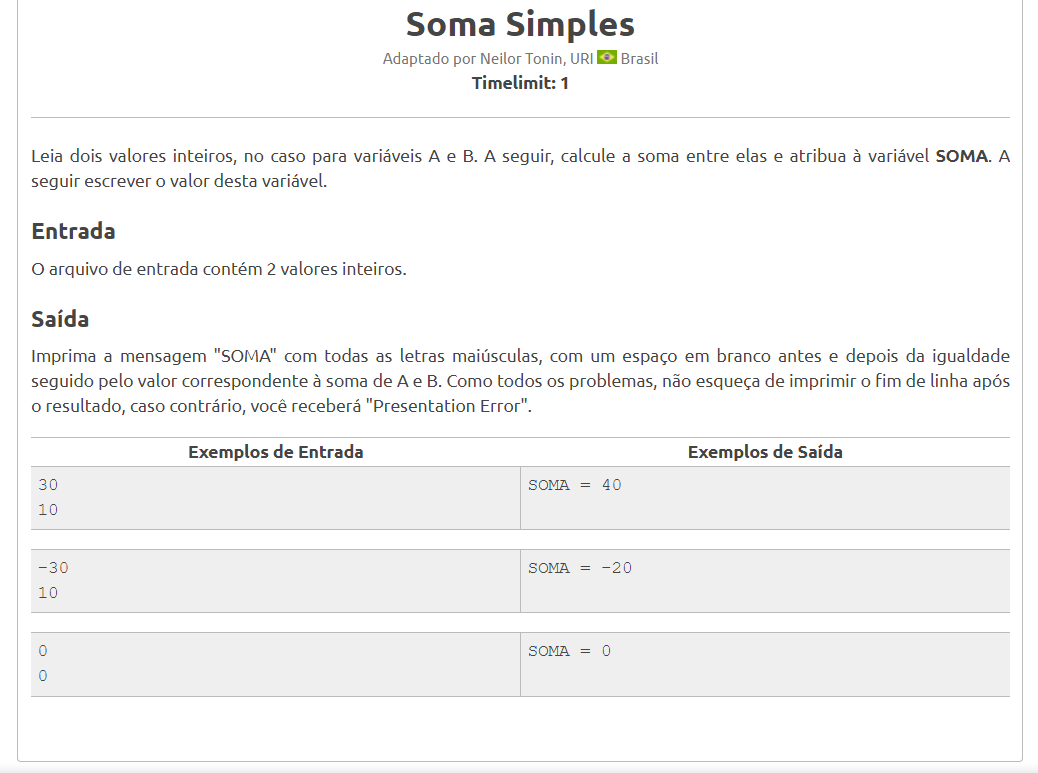 Soma Simples
Adaptado por Neilor Tonin, URI Brasil
Timelimit: 1
Leia dois valores inteiros, no caso para variáveis A e B. A seguir, calcule a soma entre elas e atribua à variável SOMA. A
seguir escrever o valor desta variável.
Entrada
O arquivo de entrada contém 2 valores inteiros.
Saída
Imprima a mensagem "SOMA" com todas as letras maiúsculas, com um espaço em branco antes e depois da igualdade
seguido pelo valor correspondente à soma de A e B. Como todos os problemas, não esqueça de imprimir o fim de linha após
o resultado, caso contrário, você receberá "Presentation Error".
Exemplos de Entrada Exemplos de Saída
30 SOMA = 40
10
-30 SOMA = -20
10
0 SOMA = 0
0